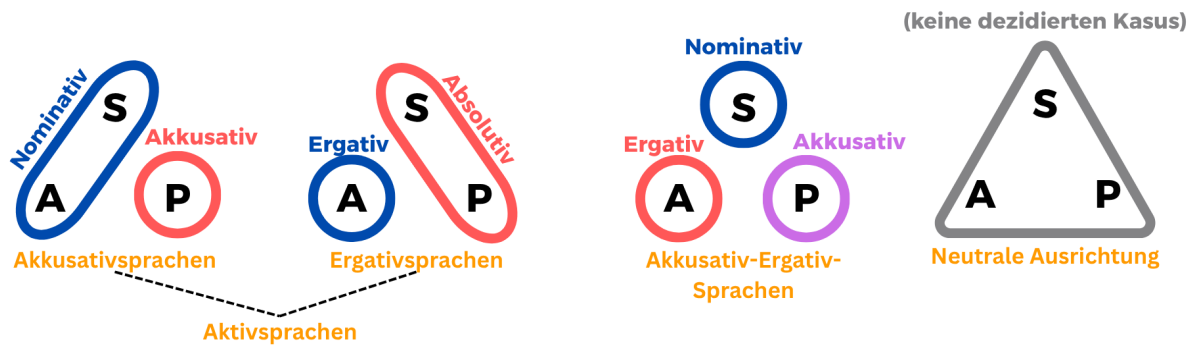 Nominativ
S
A
Akkusativ
P
Akkusativsprachen
Ergativ
A
Absolutiv
S
P
Ergativsprachen
Aktivsprachen
Nominativ
S
Ergativ
A
Akkusativ
P
Akkusativ-Ergativ-
Sprachen
(keine dezidierten Kasus)
S
A
P
Neutrale Ausrichtung